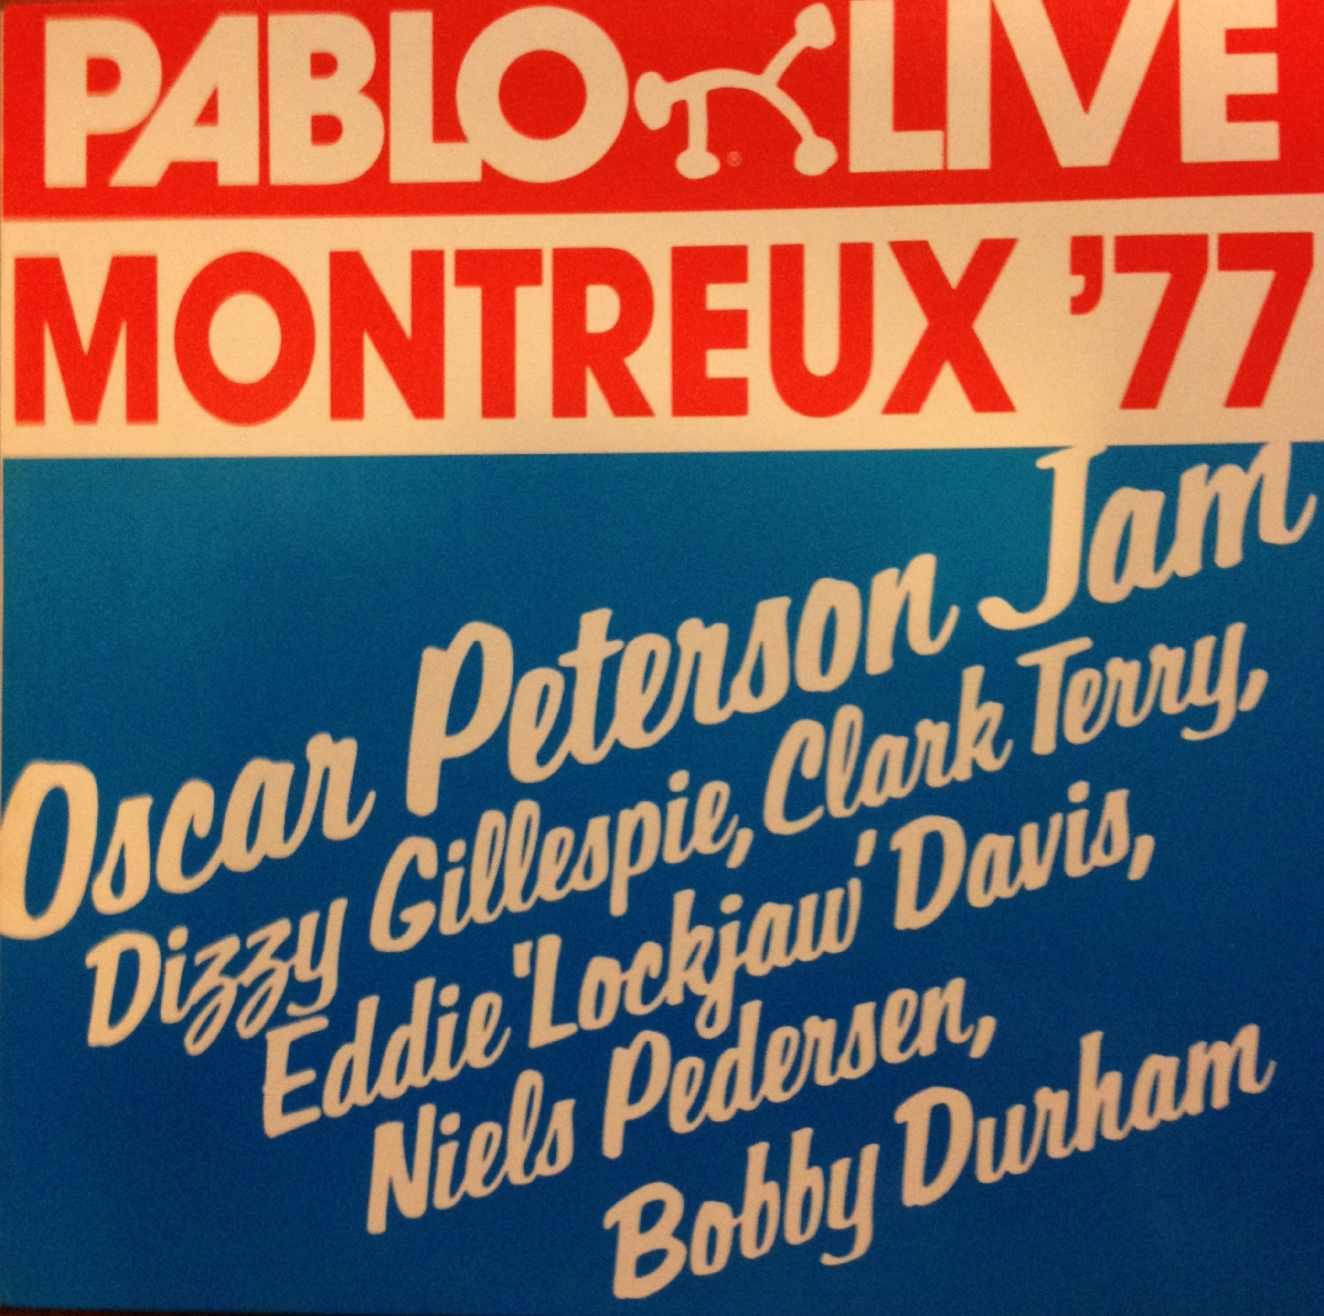 PABLO LIVE
MONTREUX '77
Oscar Peterson Jam
Dizzy Gillespie, Clark Terry,
Eddie 'Lockjaw' Davis,
Niels Pedersen,
Bobby Durham